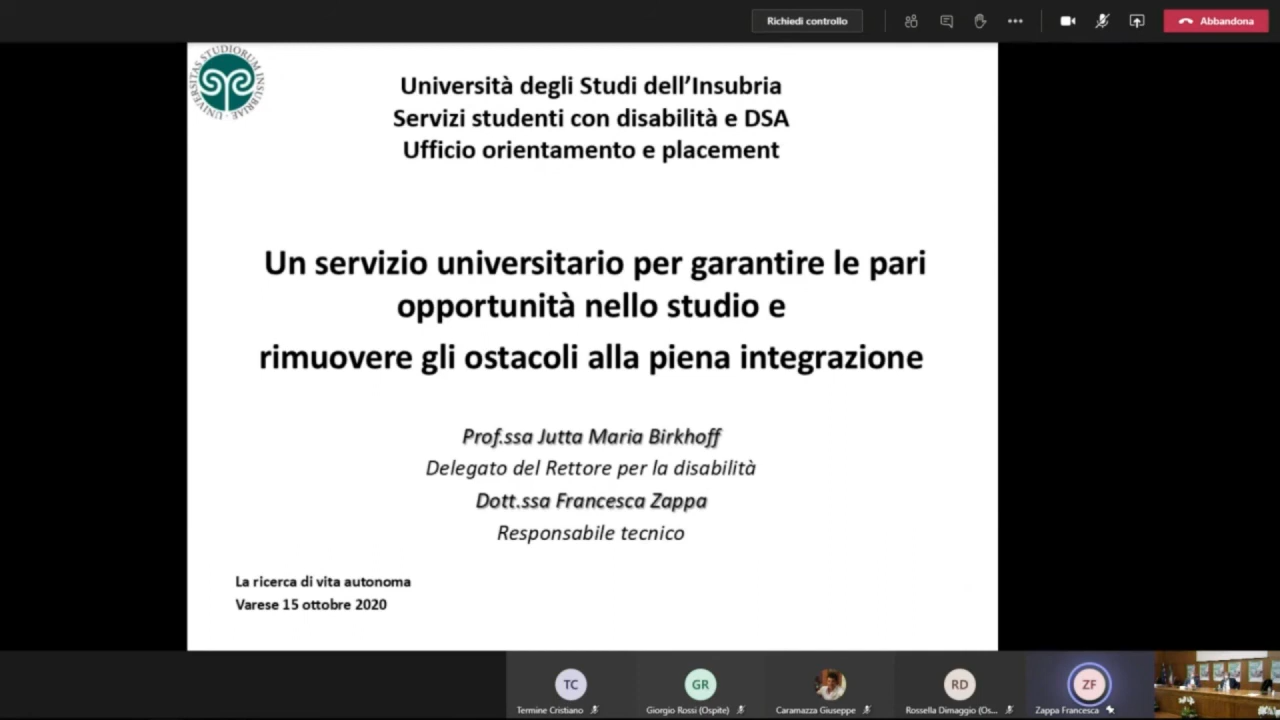 Richiedi controllo
Abbandona
UNIVERSITAS STUDIORUM INSUBRIAE
Università degli Studi dell’Insubria
Servizi studenti con disabilità e DSA
Ufficio orientamento e placement
Un servizio universitario per garantire le pari
opportunità nello studio e
rimuovere gli ostacoli alla piena integrazione
Prof.ssa Jutta Maria Birkhoff
Delegato del Rettore per la disabilità
Dott.ssa Francesca Zappa
Responsabile tecnico
La ricerca di vita autonoma
Varese 15 ottobre 2020
TC
GR
RD
ZF
Termine Cristiano
Giorgio Rossi (Ospite)
Caramazza Giuseppe
Rossella Dimaggio (Os...
Zappa Francesca